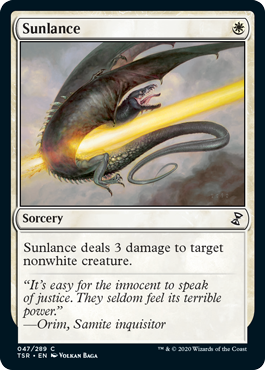 Sunlance
Sorcery
Sunlance deals 3 damage to target
nonwhite creature.
“It’s easy for the innocent to speak
of justice. They seldom feel its terrible
power.”
—Orim, Samite inquisitor
047/289 C
TSR • EN VOLKAN BAGA
™ & © 2020 Wizards of the Coast